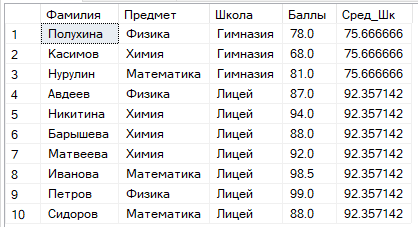 Фамилия Предмет Школа Баллы Сред_Шк
1 Полухина Физика Гимназия 78.0 75.666666
2 Касимов Химия Гимназия 68.0 75.666666
3 Нурулин Математика Гимназия 81.0 75.666666
4 Авдеев Физика Лицей 87.0 92.357142
5 Никитина Химия Лицей 94.0 92.357142
6 Барышева Химия Лицей 88.0 92.357142
7 Матвеева Химия Лицей 92.0 92.357142
8 Иванова Математика Лицей 98.5 92.357142
9 Петров Физика Лицей 99.0 92.357142
10 Сидоров Математика Лицей 88.0 92.357142